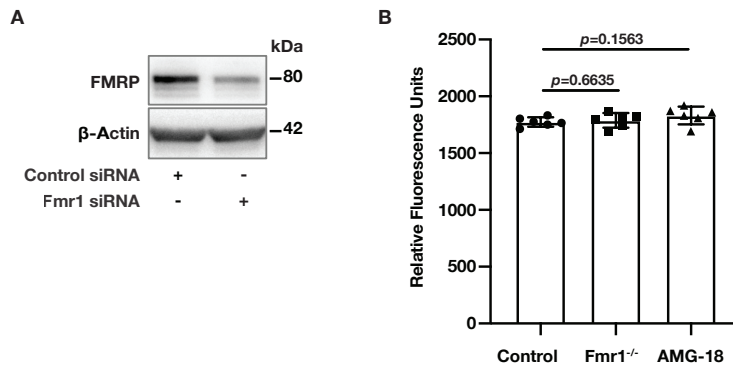 A
kDa
FMRP
80
β-Actin
42
Control siRNA + -
Fmr1 siRNA - +
B
Relative Fluorescence Units
2500
2000
1500
1000
500
0
p=0.1563
p=0.6635
Control Fmr1-/- AMG-18